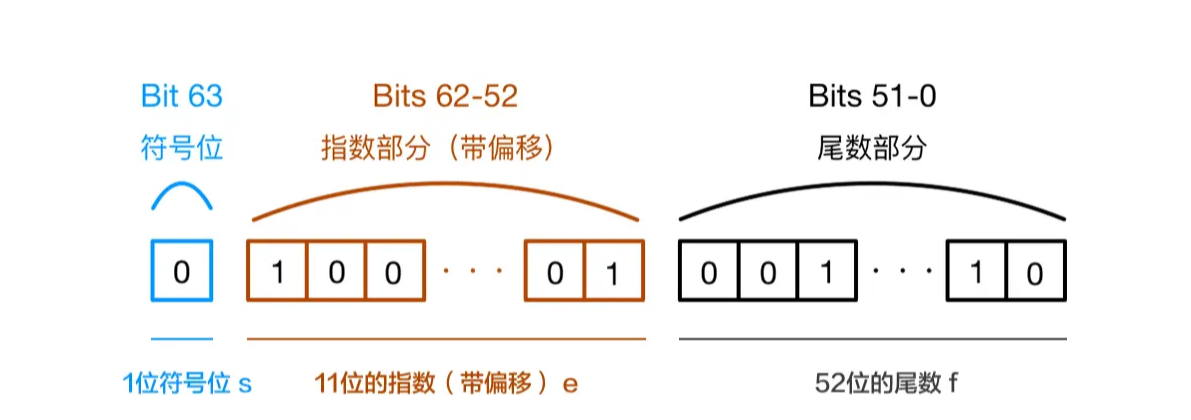 Bit 63 Bits 62-52 Bits 51-0
符号位 指数部分（带偏移） 尾数部分
0 1 0 0 · · · 0 1 0 0 1 · · · 1 0
1位符号位 s 11位的指数（带偏移）e 52位的尾数 f